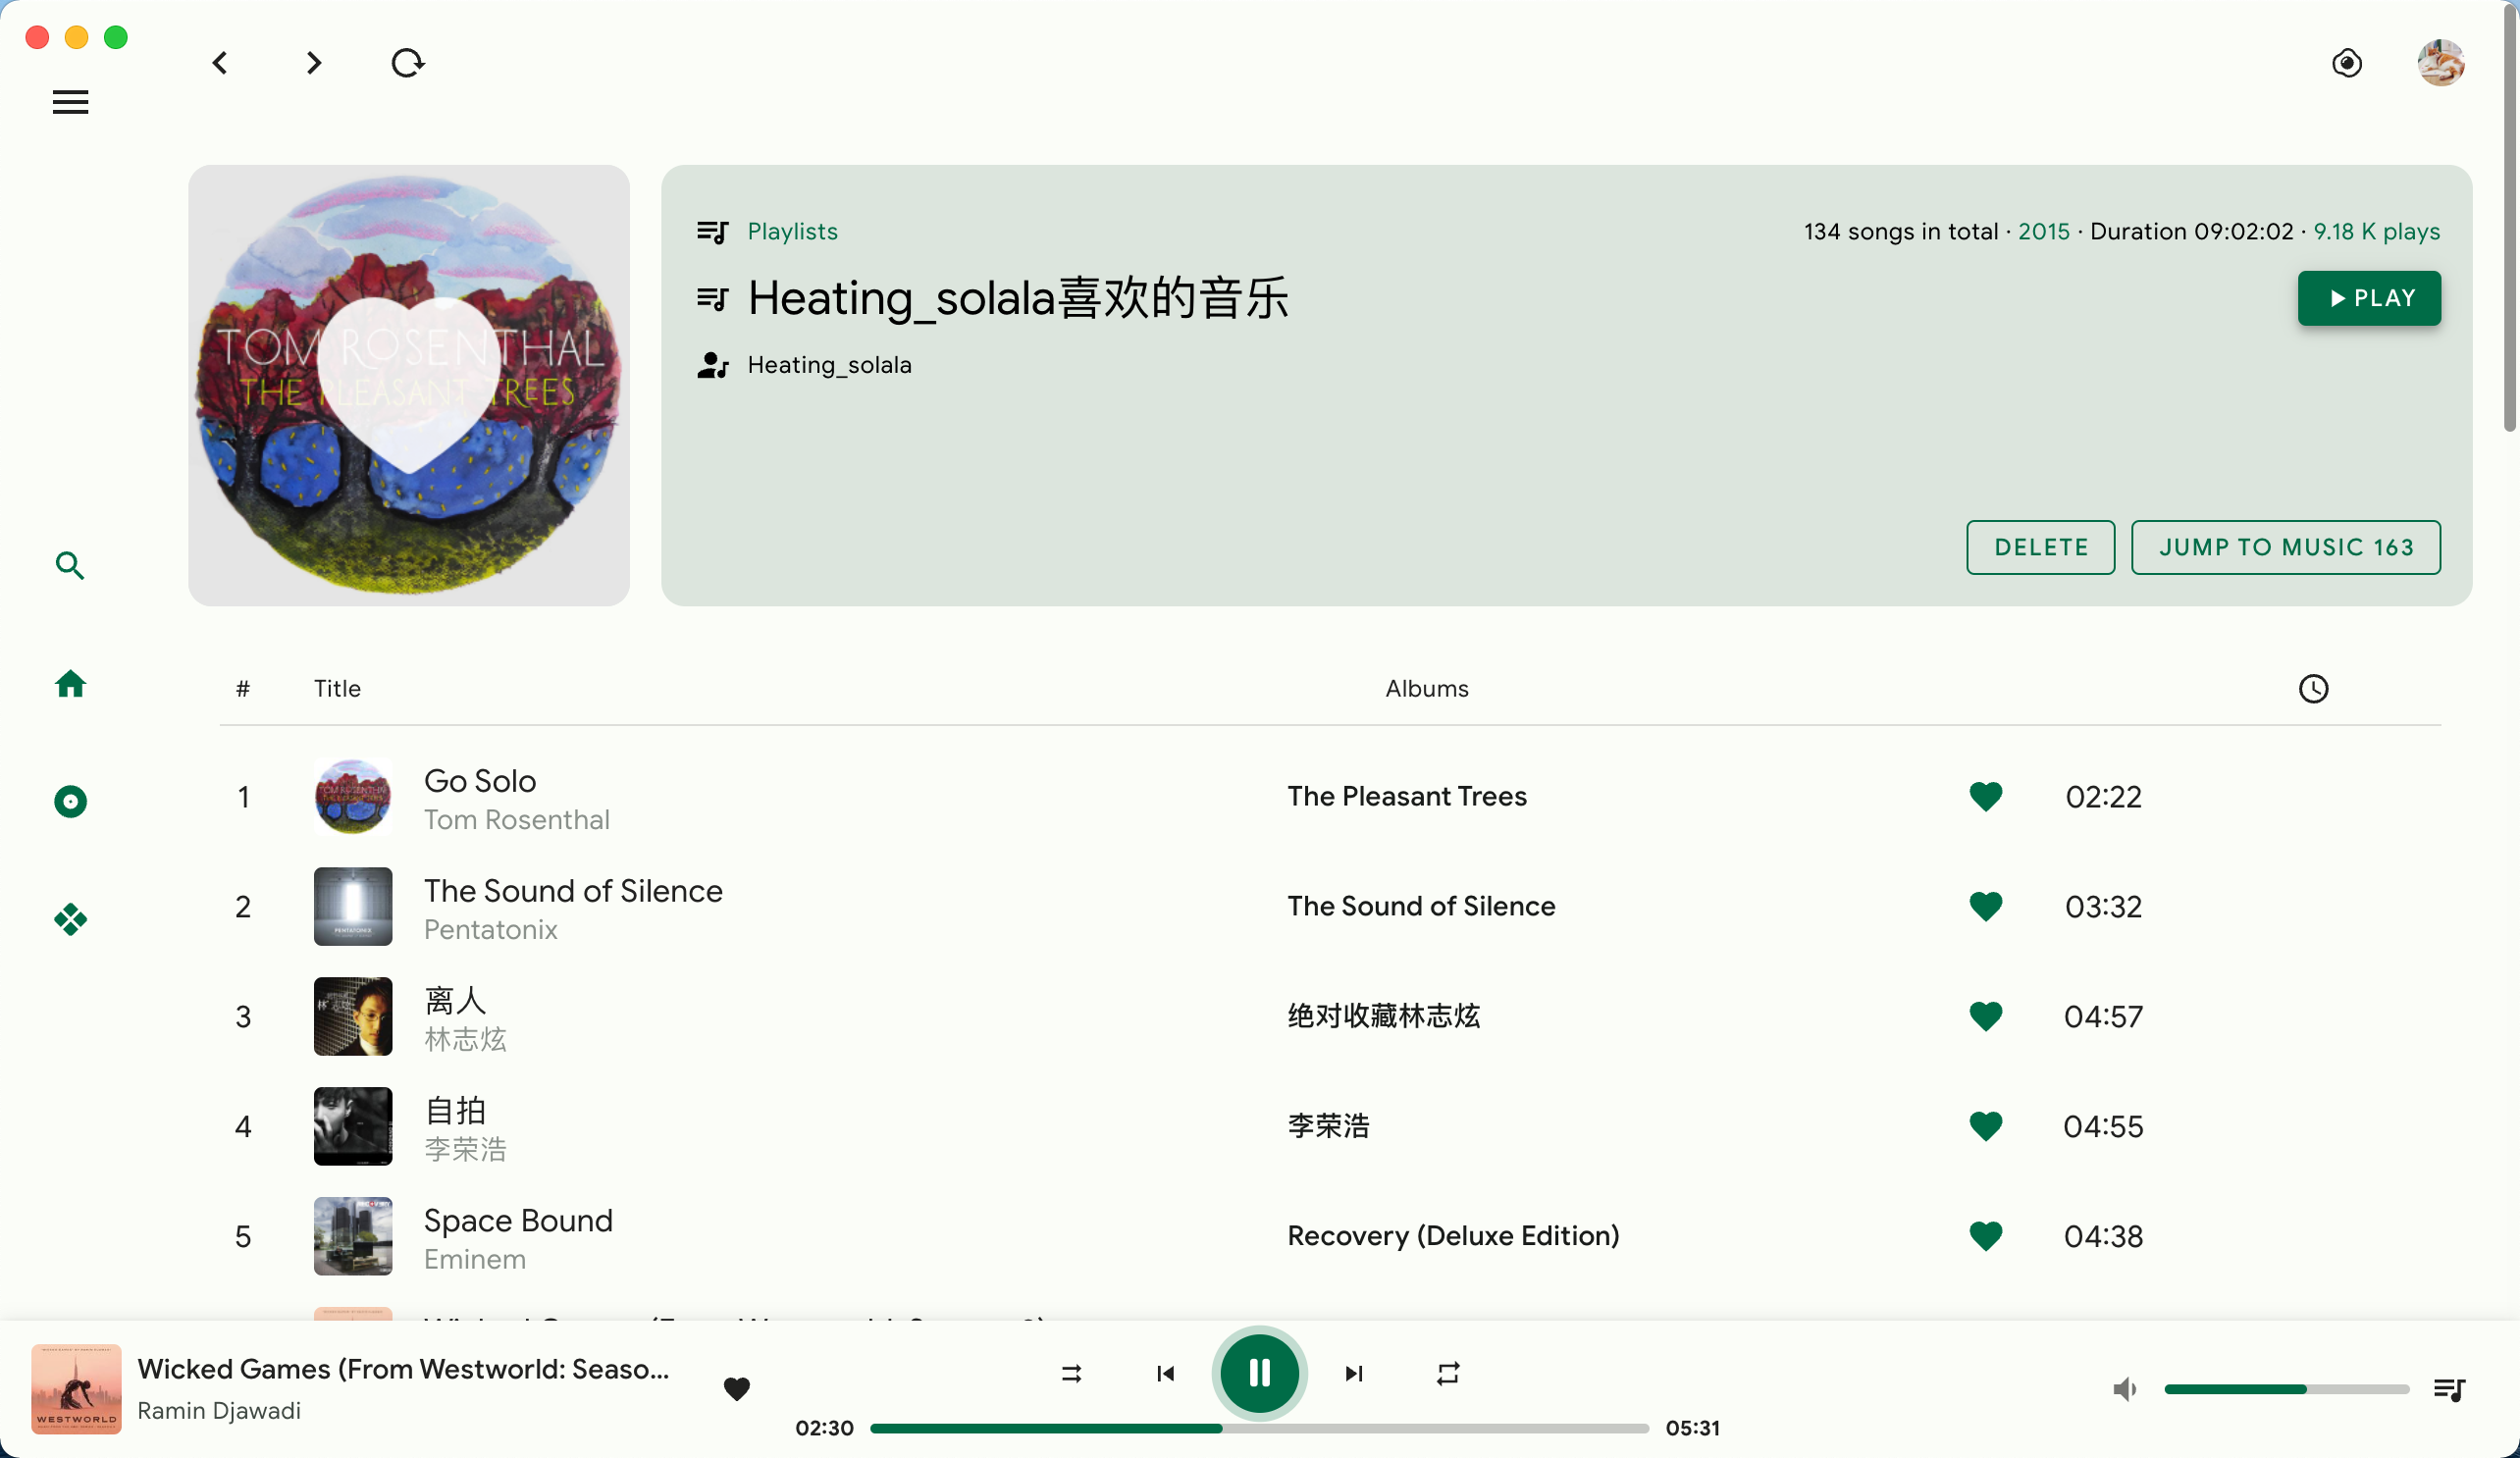 TOM ROSENTHAL
THE PLEASANT TREES
Playlists
134 songs in total · 2015 · Duration 09:02:02 · 9.18 K plays
Heating_solala喜欢的音乐
PLAY
Heating_solala
DELETE
JUMP TO MUSIC 163
# Title Albums
1 Go Solo The Pleasant Trees 02:22
Tom Rosenthal
2 The Sound of Silence The Sound of Silence 03:32
PENTATONIX
Pentatonix
3 离人 绝对收藏林志炫 04:57
林志炫
4 自拍 李荣浩 04:55
李荣浩
5 Space Bound Recovery (Deluxe Edition) 04:38
Eminem
Wicked Games (From Westworld: Seaso...
Ramin Djawadi
WESTWORLD
02:30
05:31